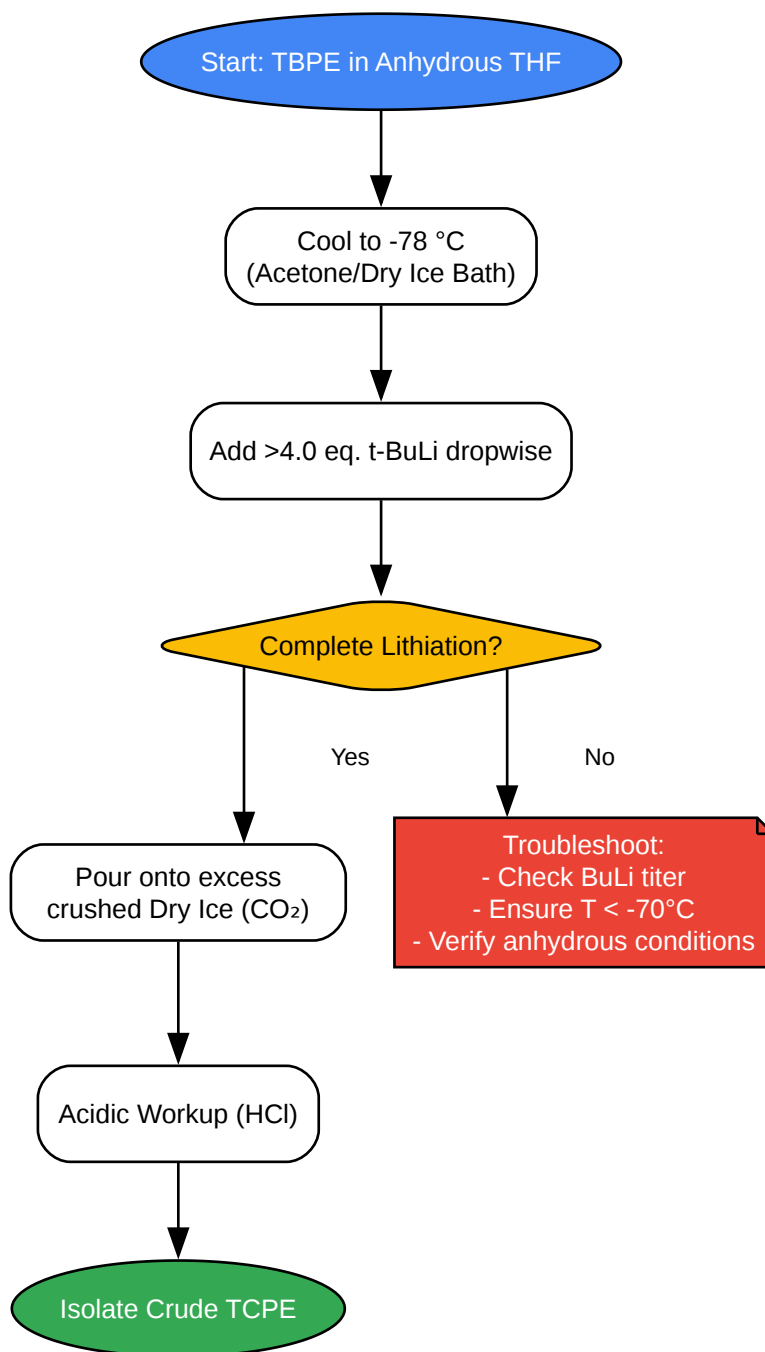 Start: TBPE in Anhydrous THF
Cool to -78 °C
(Acetone/Dry Ice Bath)
Add >4.0 eq. t-BuLi dropwise
Complete Lithiation?
Yes
No
Pour onto excess
crushed Dry Ice (CO₂)
Troubleshoot:
- Check BuLi titer
- Ensure T < -70°C
- Verify anhydrous conditions
Acidic Workup (HCl)
Isolate Crude TCPE